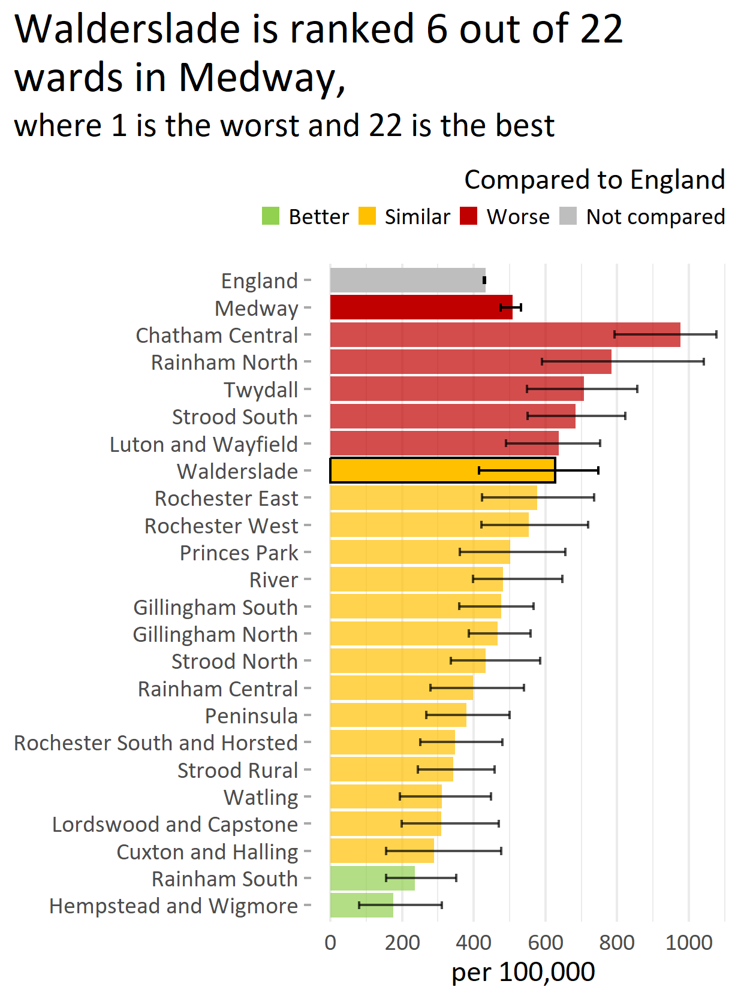 Walderslade is ranked 6 out of 22
wards in Medway,
where 1 is the worst and 22 is the best
Compared to England
Better Similar Worse Not compared
England
Medway
Chatham Central
Rainham North
Twydall
Strood South
Luton and Wayfield
Walderslade
Rochester East
Rochester West
Princes Park
River
Gillingham South
Gillingham North
Strood North
Rainham Central
Peninsula
Rochester South and Horsted
Strood Rural
Watling
Lordswood and Capstone
Cuxton and Halling
Rainham South
Hempstead and Wigmore
0 200 400 600 800 1000
per 100,000